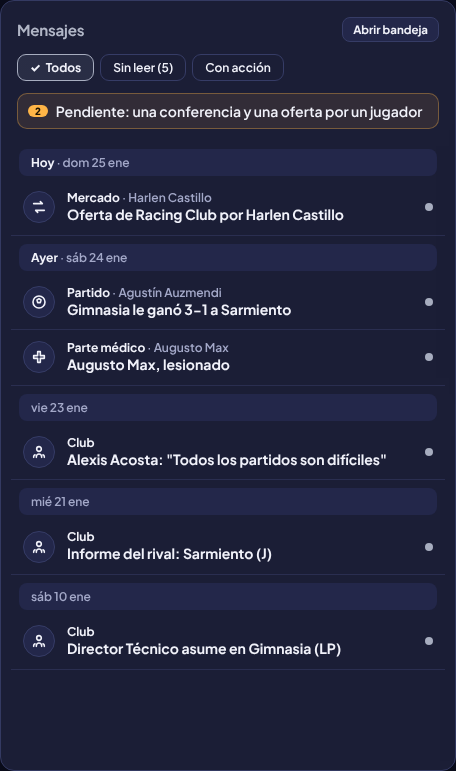 Mensajes
Abrir bandeja
✓ Todos
Sin leer (5)
Con acción
2 Pendiente: una conferencia y una oferta por un jugador
Hoy · dom 25 ene
Mercado · Harlen Castillo
Oferta de Racing Club por Harlen Castillo
Ayer · sáb 24 ene
Partido · Agustín Auzmendi
Gimnasia le ganó 3-1 a Sarmiento
Parte médico · Augusto Max
Augusto Max, lesionado
vie 23 ene
Club
Alexis Acosta: "Todos los partidos son difíciles"
mié 21 ene
Club
Informe del rival: Sarmiento (J)
sáb 10 ene
Club
Director Técnico asume en Gimnasia (LP)